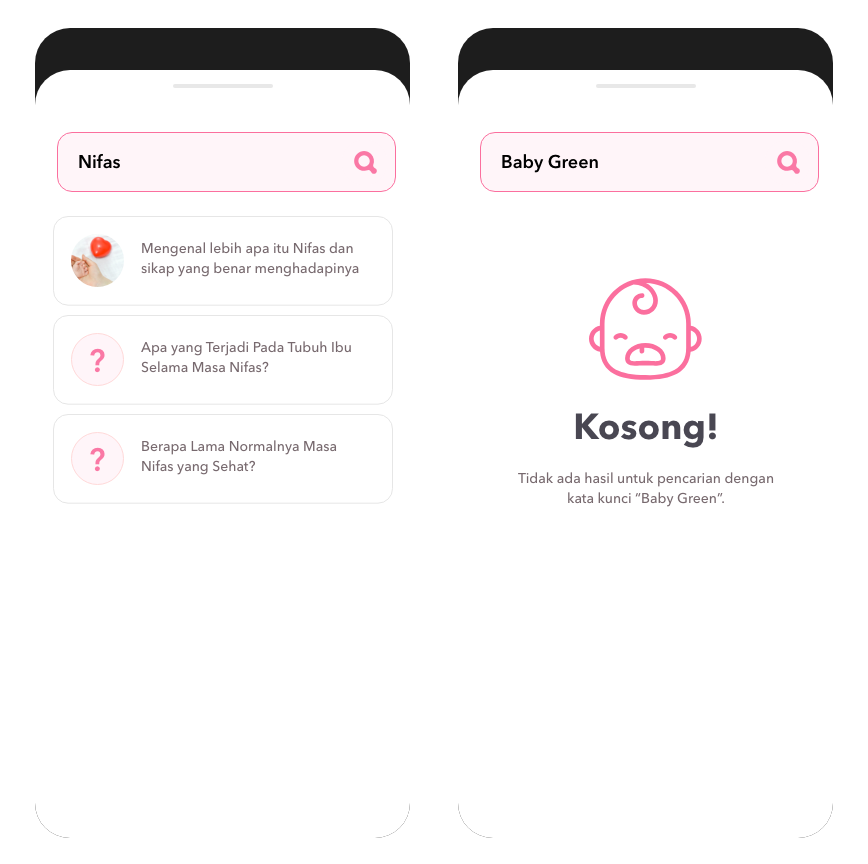 Nifas
Mengenal lebih apa itu Nifas dan
sikap yang benar menghadapinya
?
Apa yang Terjadi Pada Tubuh Ibu
Selama Masa Nifas?
?
Berapa Lama Normalnya Masa
Nifas yang Sehat?
Baby Green
Kosong!
Tidak ada hasil untuk pencarian dengan
kata kunci “Baby Green”.